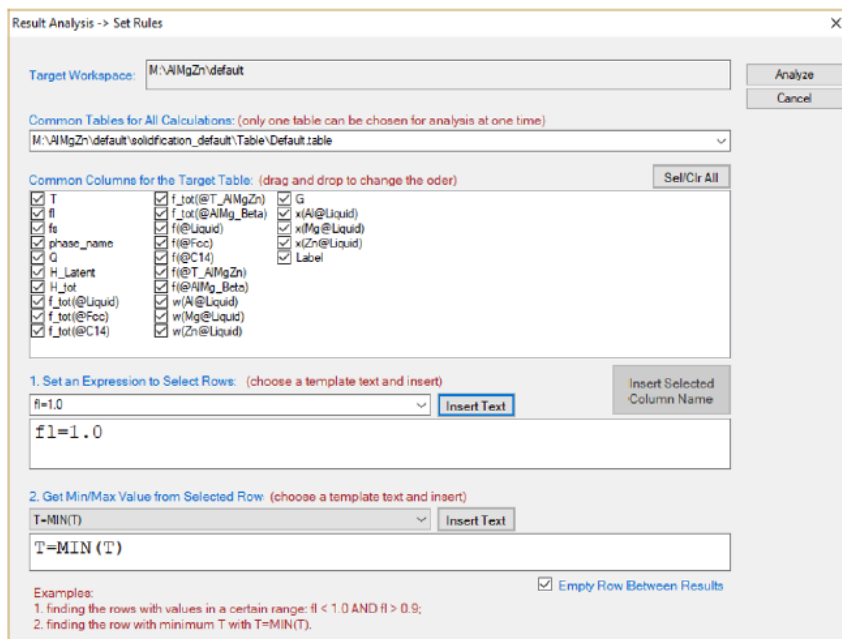 Result Analysis -> Set Rules
Target Workspace: M:\AlMgZn\default
Analyze
Cancel
Common Tables for All Calculations: (only one table can be chosen for analysis at one time)
M:\AlMgZn\default\solidification_default\Table\Default.table
Common Columns for the Target Table: (drag and drop to change the oder)
Sel/Clr All
T f_tot(@T_AlMgZn) G
fl f_tot(@AlMg_Beta) x(Al@Liquid)
fs f(@Liquid) x(Mg@Liquid)
phase_name f(@Fcc) x(Zn@Liquid)
Q f(@C14) Label
H_Latent f(@T_AlMgZn)
H_tot f(@AlMg_Beta)
f_tot(@Liquid) w(Al@Liquid)
f_tot(@Fcc) w(Mg@Liquid)
f_tot(@C14) w(Zn@Liquid)
1. Set an Expression to Select Rows: (choose a template text and insert)
Insert Selected
Column Name
fl=1.0 Insert Text
fl=1.0
2. Get Min/Max Value from Selected Row (choose a template text and insert)
T=MIN(T) Insert Text
T=MIN(T)
Empty Row Between Results
Examples:
1. finding the rows with values in a certain range: fl < 1.0 AND fl > 0.9;
2. finding the row with minimum T with T=MIN(T).